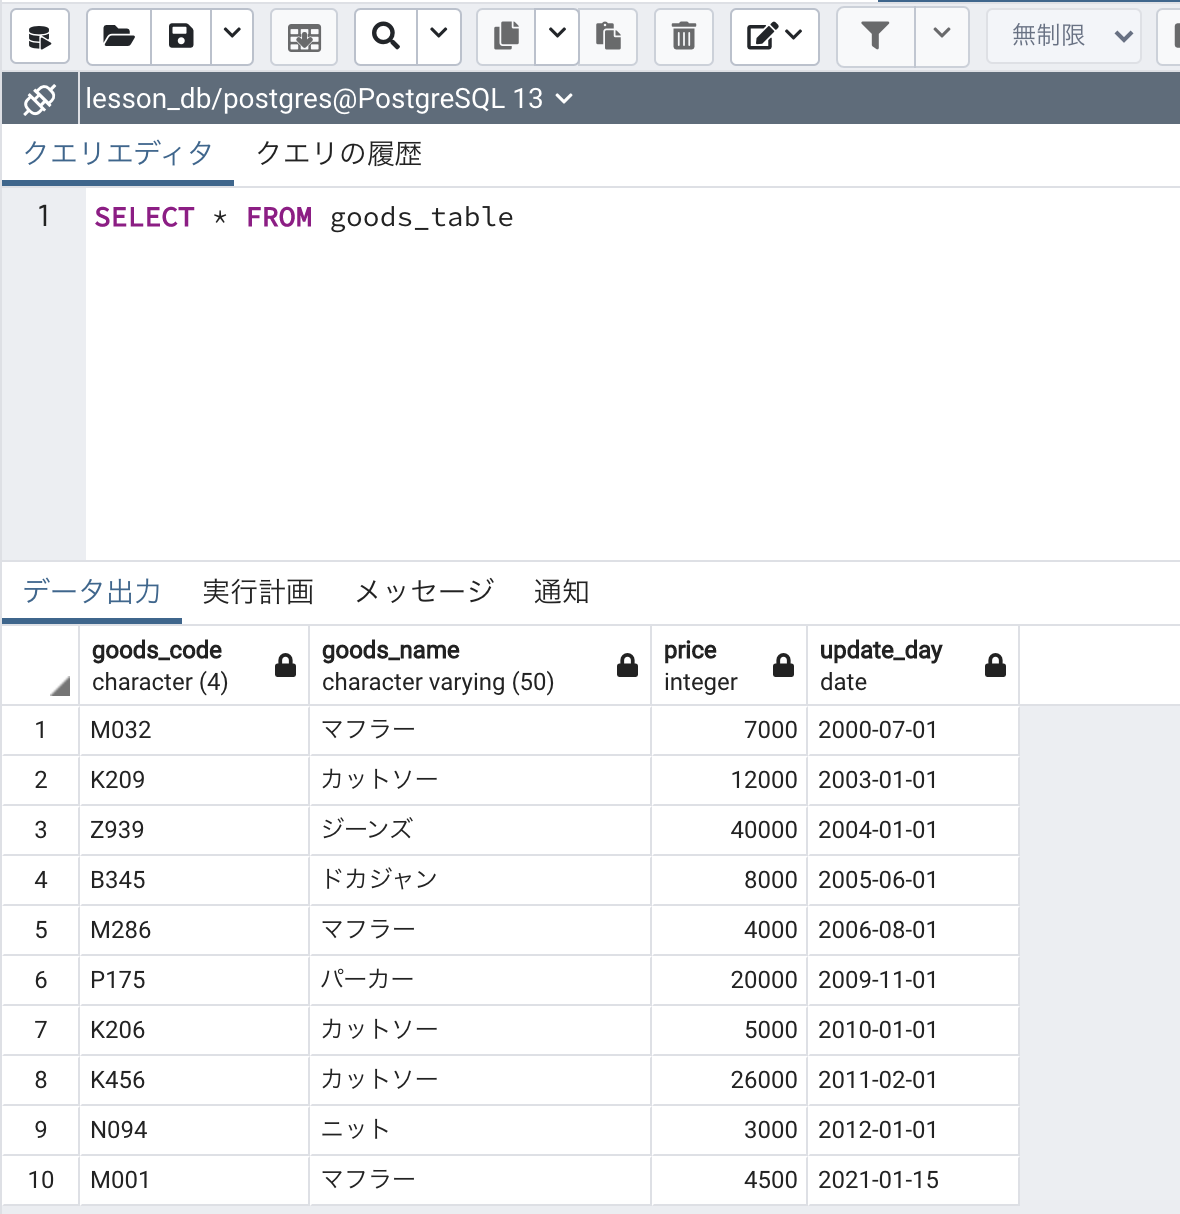 無制限
lesson_db/postgres@PostgreSQL 13
クエリエディタ クエリの履歴
1 SELECT * FROM goods_table
データ出力 実行計画 メッセージ 通知
goods_code goods_name price update_day
character (4) character varying (50) integer date
1 M032 マフラー 7000 2000-07-01
2 K209 カットソー 12000 2003-01-01
3 Z939 ジーンズ 40000 2004-01-01
4 B345 ドカジャン 8000 2005-06-01
5 M286 マフラー 4000 2006-08-01
6 P175 パーカー 20000 2009-11-01
7 K206 カットソー 5000 2010-01-01
8 K456 カットソー 26000 2011-02-01
9 N094 ニット 3000 2012-01-01
10 M001 マフラー 4500 2021-01-15